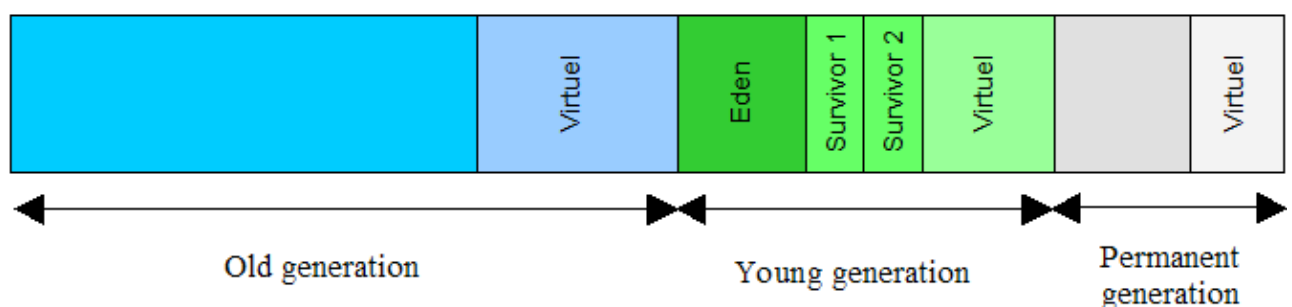 Virtuel
Eden
Survivor 1
Survivor 2
Virtuel
Virtuel
Old generation
Young generation
Permanent
generation